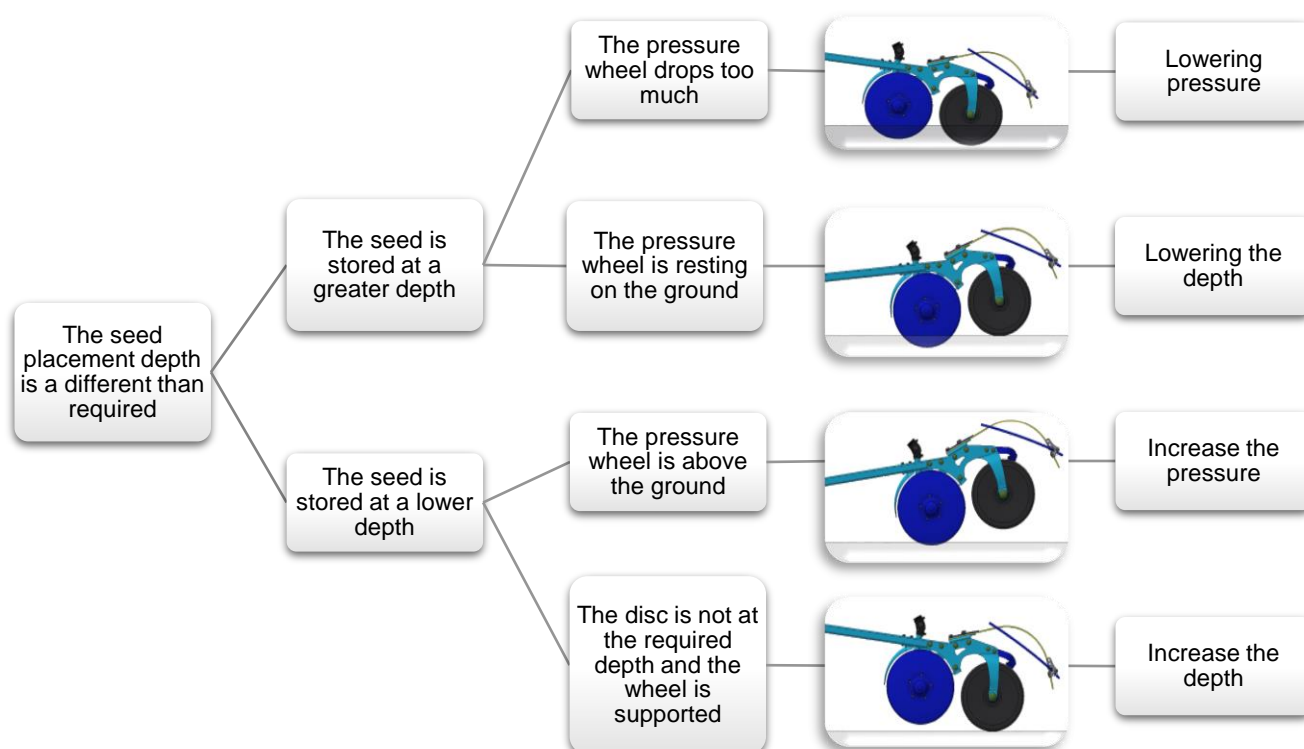 The seed
placement depth
is a different than
required
The seed is
stored at a
greater depth
The pressure
wheel drops too
much
Lowering
pressure
The pressure
wheel is resting
on the ground
Lowering the
depth
The seed is
stored at a lower
depth
The pressure
wheel is above
the ground
Increase the
pressure
The disc is not at
the required
depth and the
wheel is
supported
Increase the
depth